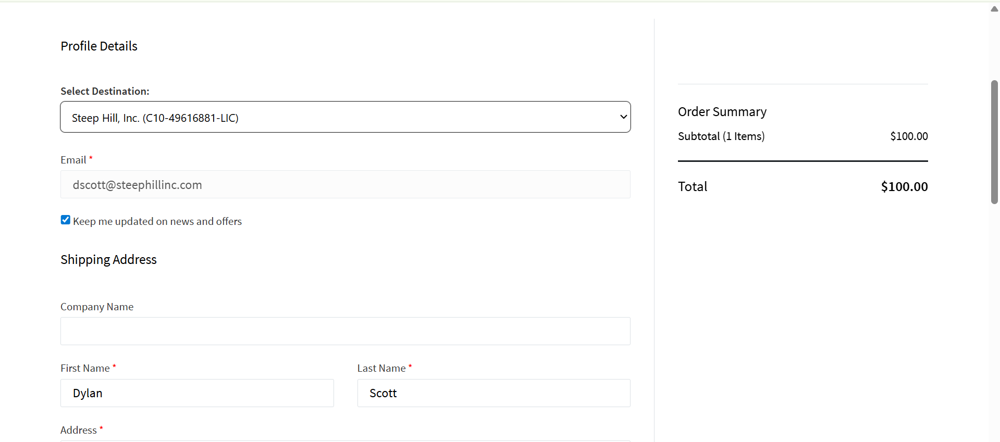 Profile Details
Select Destination:
Steep Hill, Inc. (C10-49616881-LIC)
Email *
dscott@steephillinc.com
Keep me updated on news and offers
Shipping Address
Company Name
First Name *
Last Name *
Dylan
Scott
Address *
Order Summary
Subtotal (1 Items) $100.00
Total $100.00